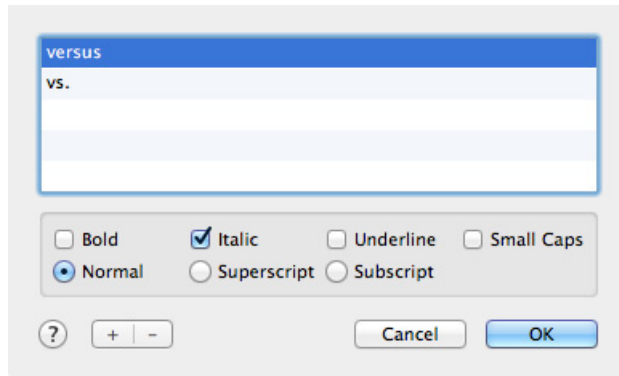 versus
vs.
Bold Italic Underline Small Caps
Normal Superscript Subscript
? + - Cancel OK